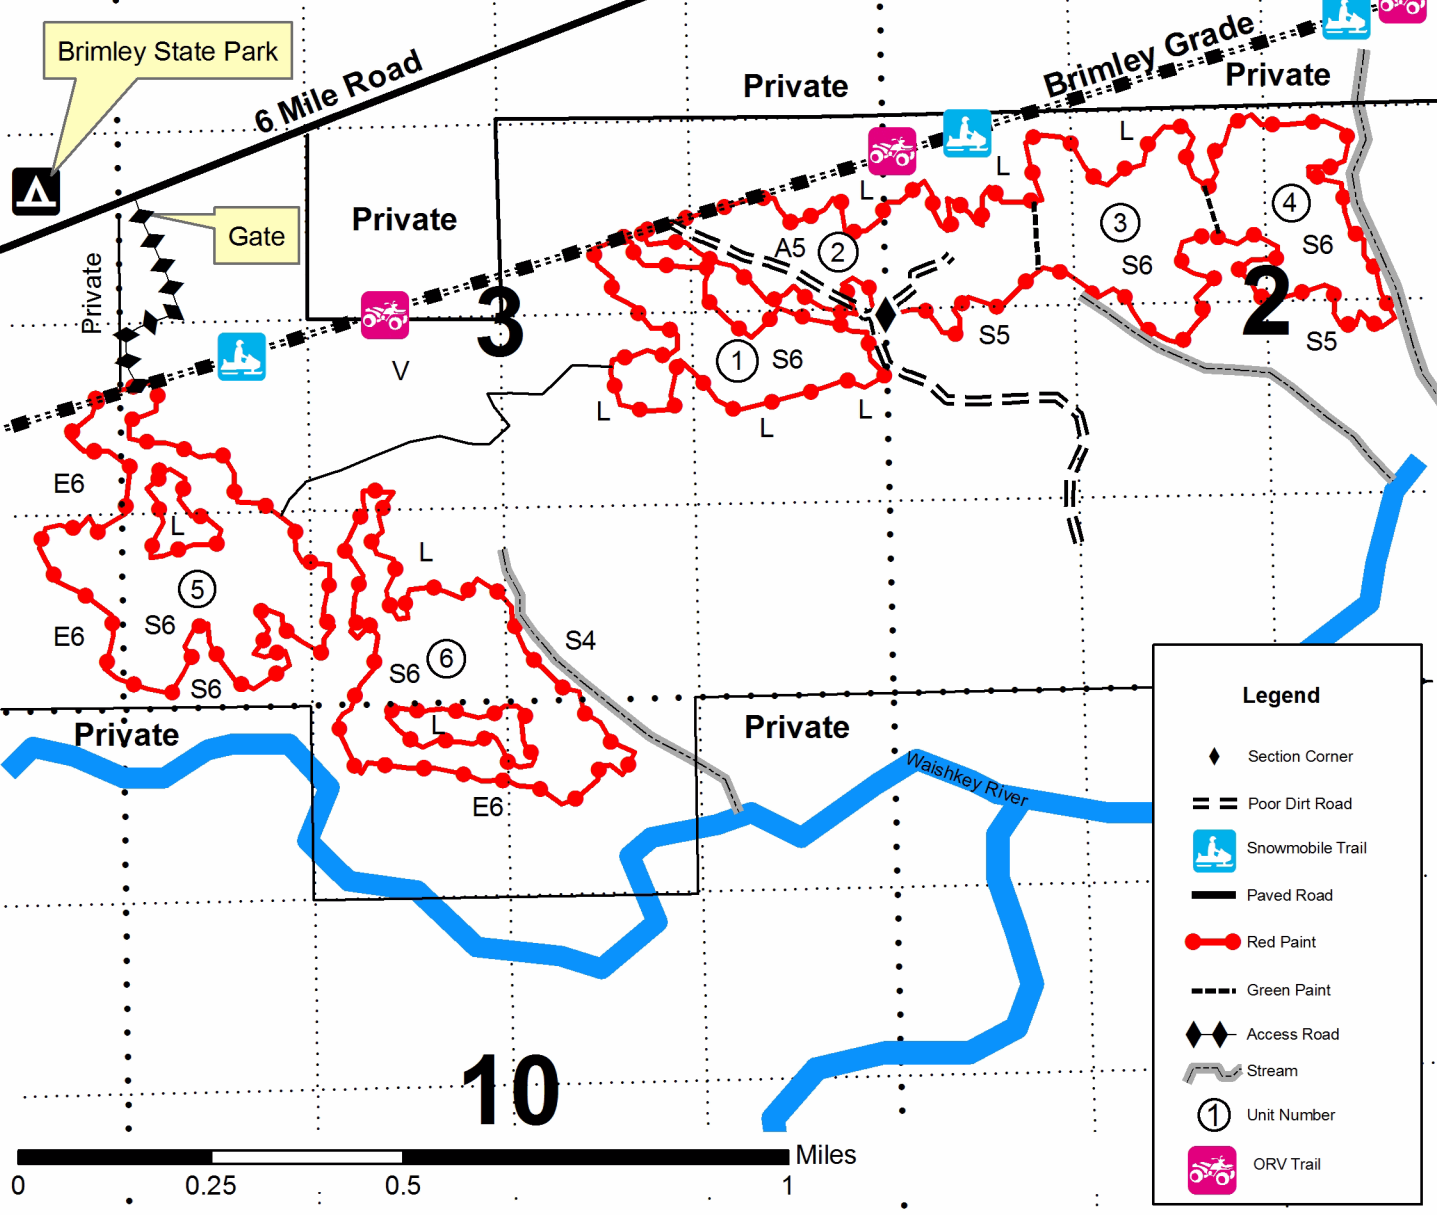 Brimley State Park
6 Mile Road
Brimley Grade
Private
Private
Private
Gate
Private
L
L
L
A5
2
3
S6
4
S6
2
S5
S5
3
V
1
S6
L
L
L
E6
L
5
S6
E6
S6
L
6
S6
S4
L
E6
Private
Private
Waishkey River
10
Legend
Section Corner
Poor Dirt Road
Snowmobile Trail
Paved Road
Red Paint
Green Paint
Access Road
Stream
1
Unit Number
ORV Trail
Miles
0
0.25
0.5
1